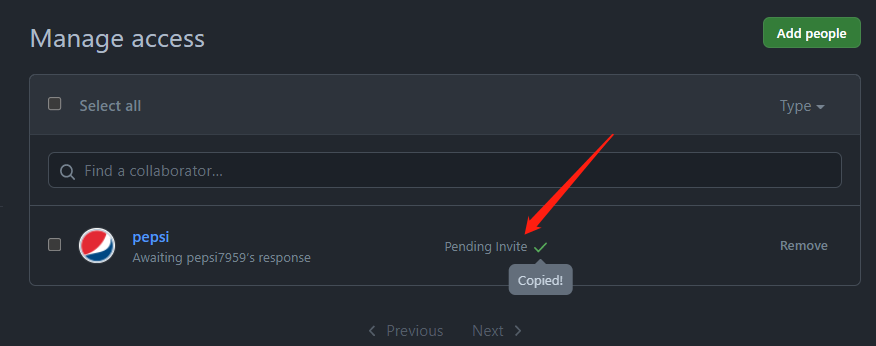 Manage access
Add people
Select all
Type
Find a collaborator...
pepsi
Awaiting pepsi7959's response
Pending Invite
Remove
Copied!
Previous
Next